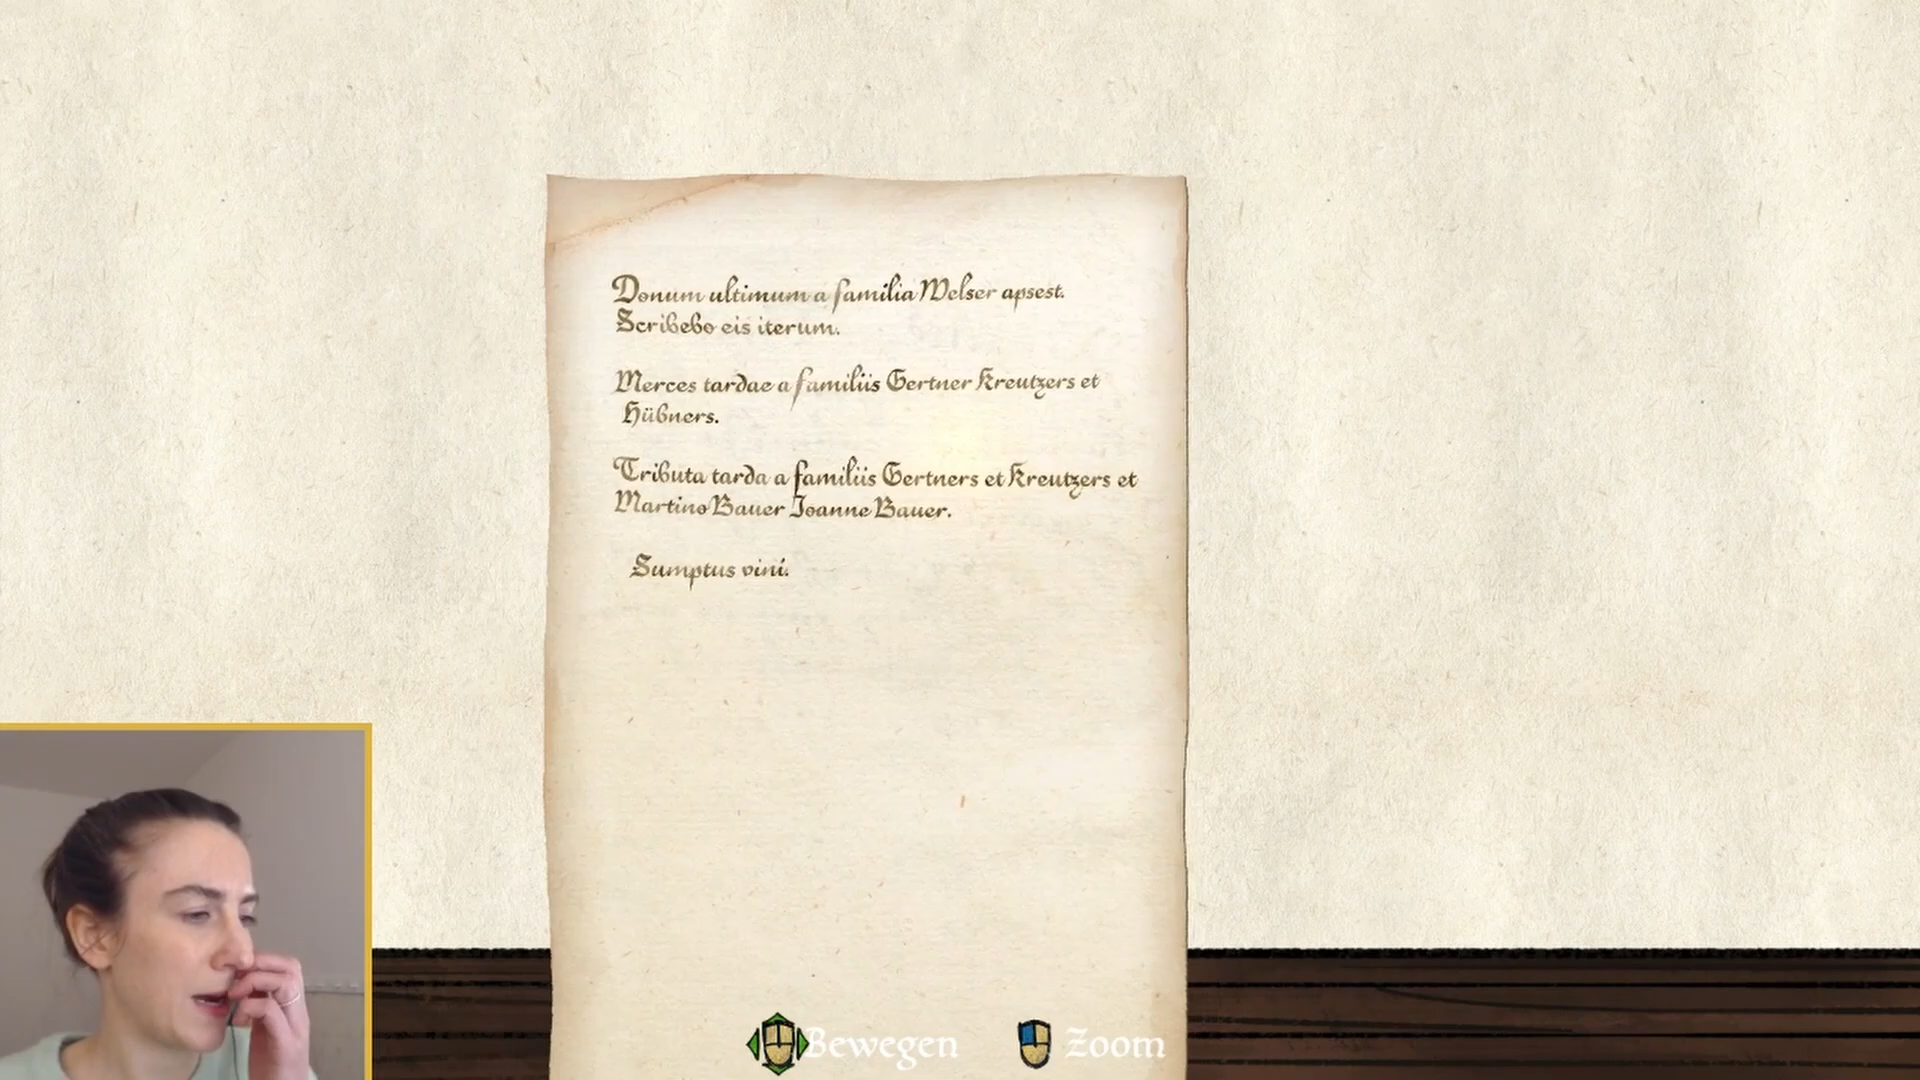 Donum ultimum a familia Welser apsest.
Scribebo eis iterum.
Merces tardae a familiis Gertner Kreutzers et
Hübners.
Tributa tarda a familiis Gertners et Kreutzers et
Martino Bauer Joanne Bauer.
Sumptus vini.
Bewegen
Zoom